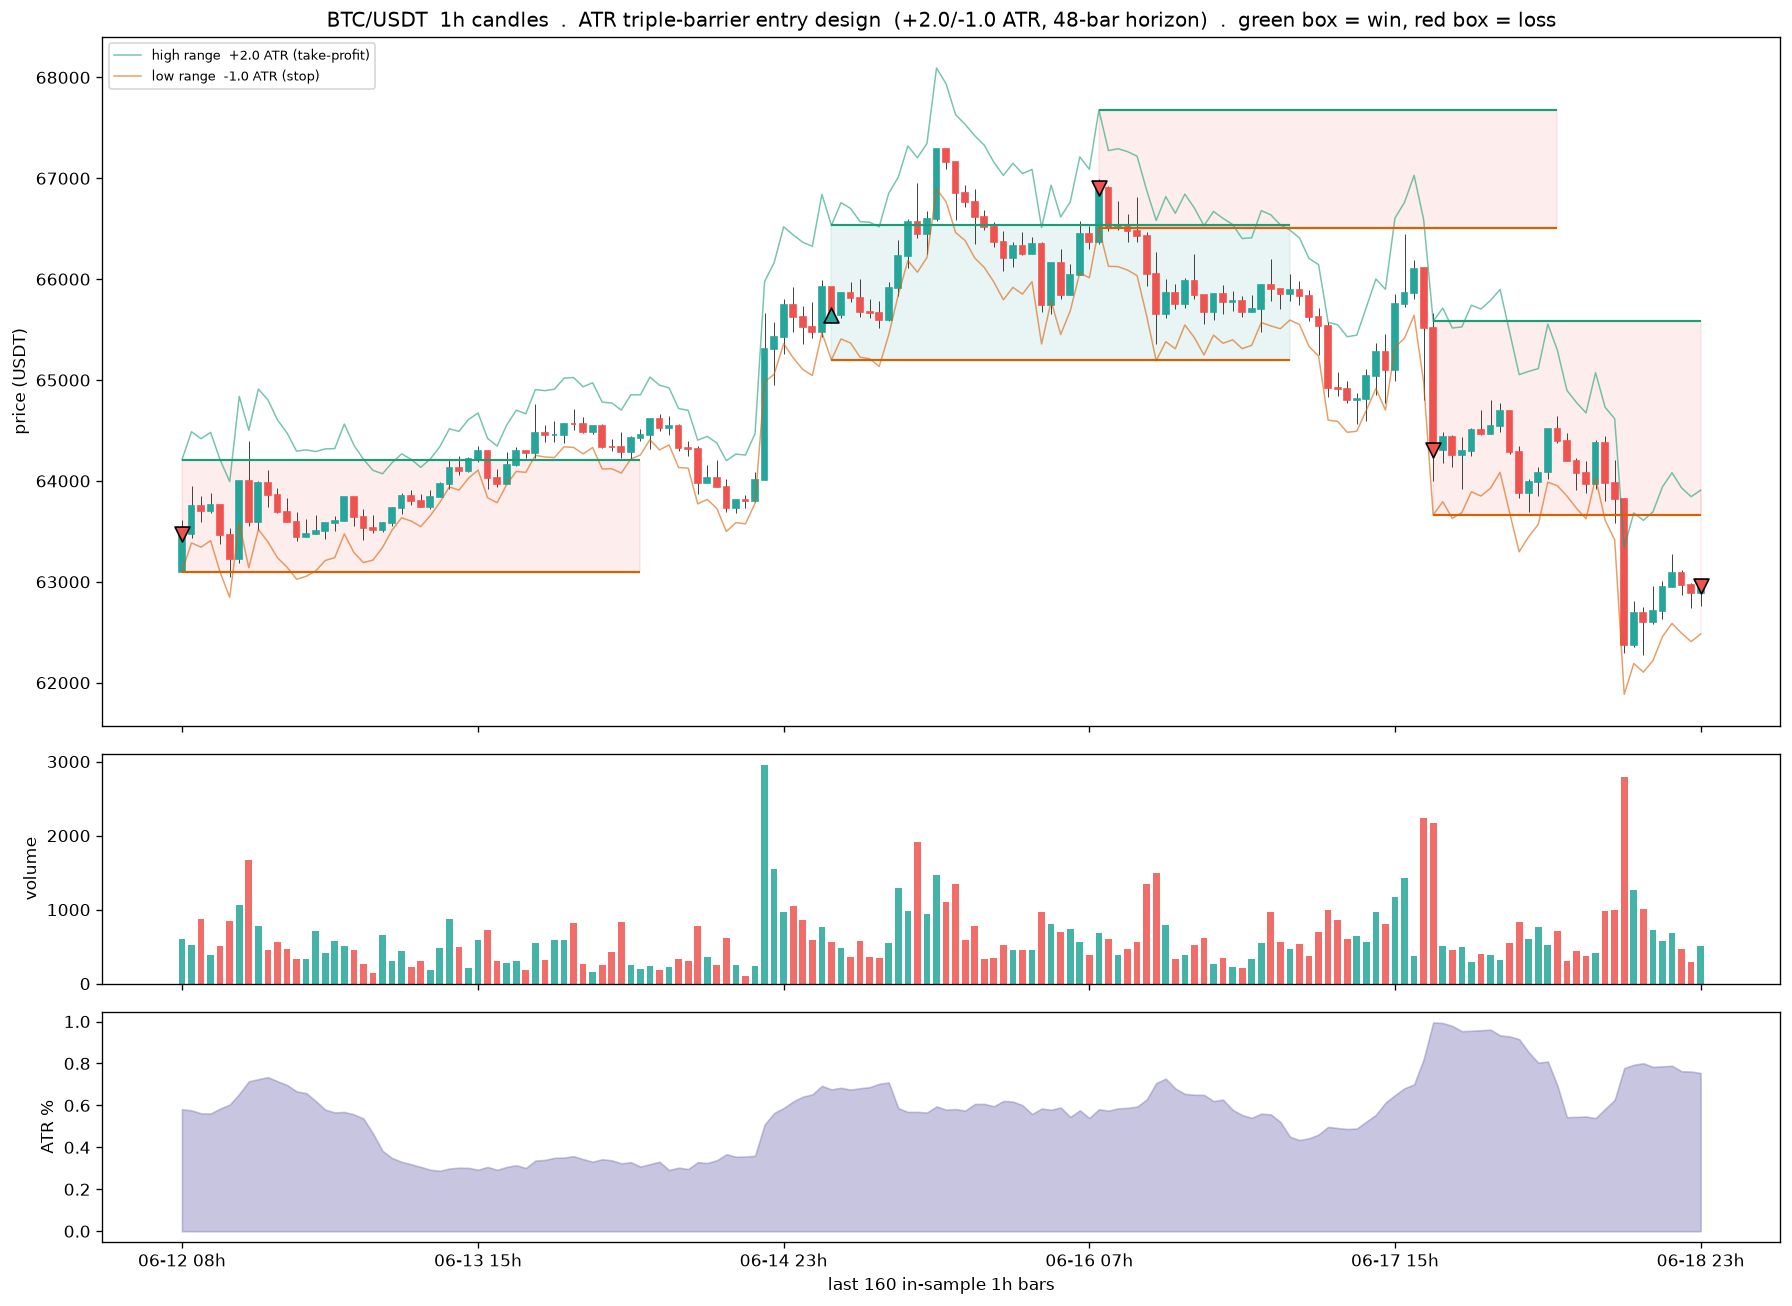 BTC/USDT  1h candles  .  ATR triple-barrier entry design  (+2.0/-1.0 ATR, 48-bar horizon)  .  green box = win, red box = loss
high range  +2.0 ATR (take-profit)
low range  -1.0 ATR (stop)
price (USDT)
68000
67000
66000
65000
64000
63000
62000
volume
3000
2000
1000
0
ATR %
1.0
0.8
0.6
0.4
0.2
0.0
06-12 08h
06-13 15h
06-14 23h
06-16 07h
06-17 15h
06-18 23h
last 160 in-sample 1h bars